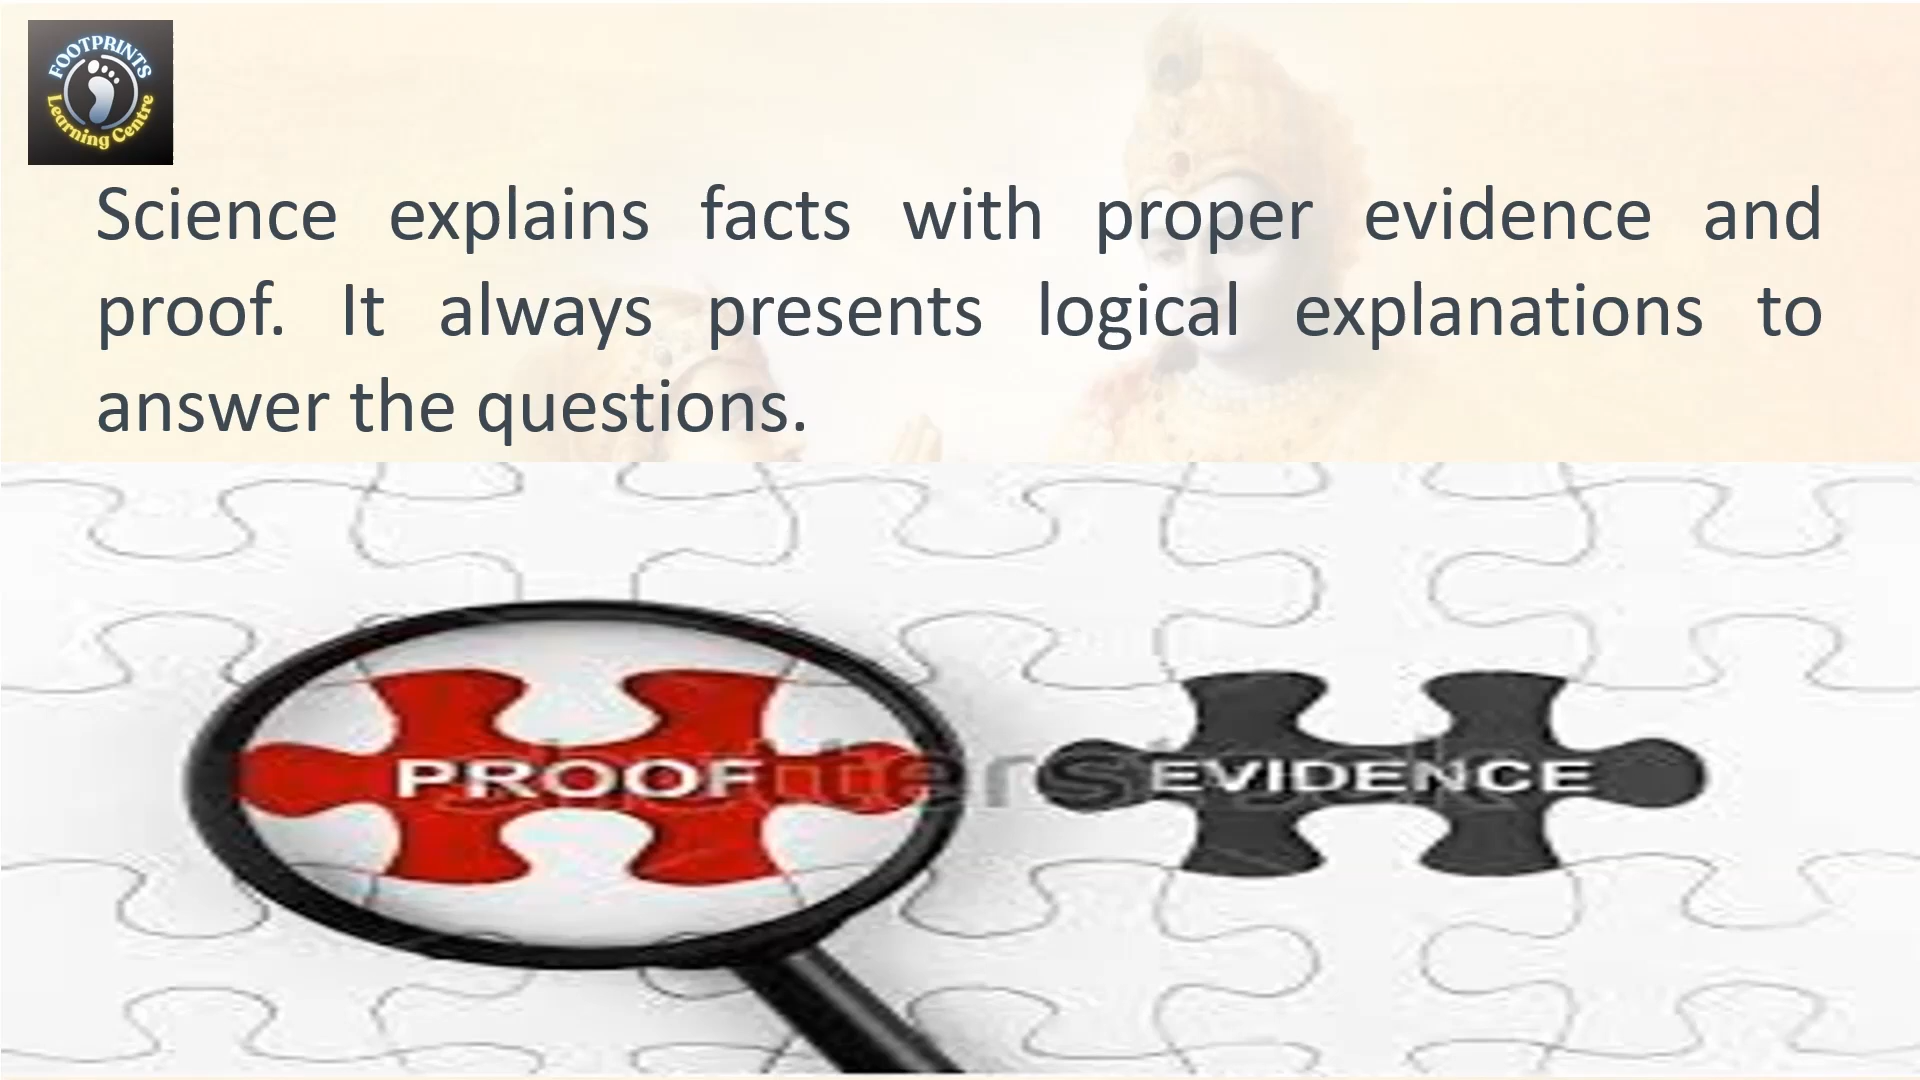 FOOTPRINTS
Learning Centre
Science explains facts with proper evidence and
proof. It always presents logical explanations to
answer the questions.
PROOF
EVIDENCE